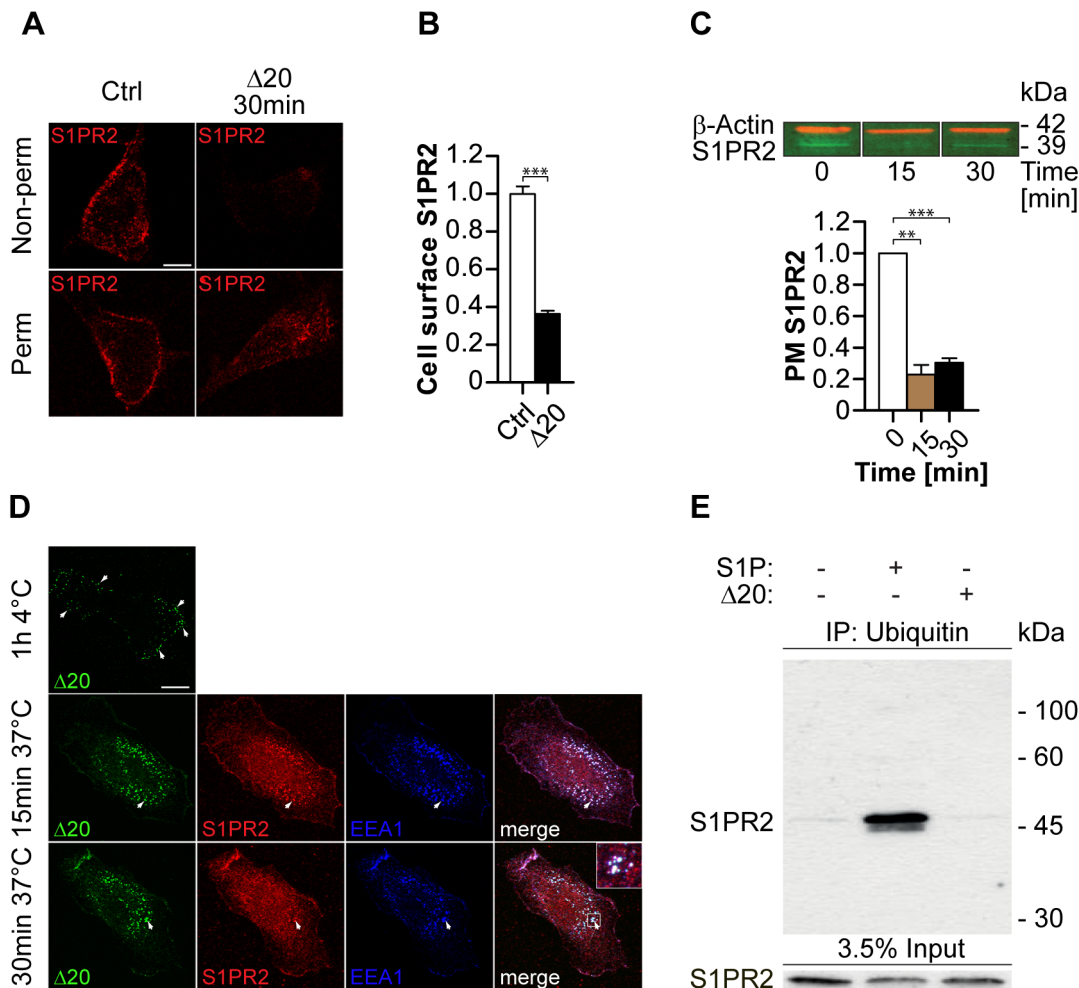 A
Ctrl
Δ20
30min
Non-perm
S1PR2
S1PR2
Perm
S1PR2
S1PR2
B
Cell surface S1PR2
1.2
1.0
0.8
0.6
0.4
0.2
0
***
Ctrl
Δ20
C
kDa
β-Actin
- 42
S1PR2
- 39
0
15
30
Time
[min]
PM S1PR2
1.2
1.0
0.8
0.6
0.4
0.2
0
***
**
0
15
30
Time [min]
D
1h 4°C
Δ20
15min 37°C
Δ20
S1PR2
EEA1
merge
30min 37°C
Δ20
S1PR2
EEA1
merge
E
S1P: - + -
Δ20: - - +
IP: Ubiquitin
kDa
- 100
- 60
S1PR2
- 45
- 30
3.5% Input
S1PR2